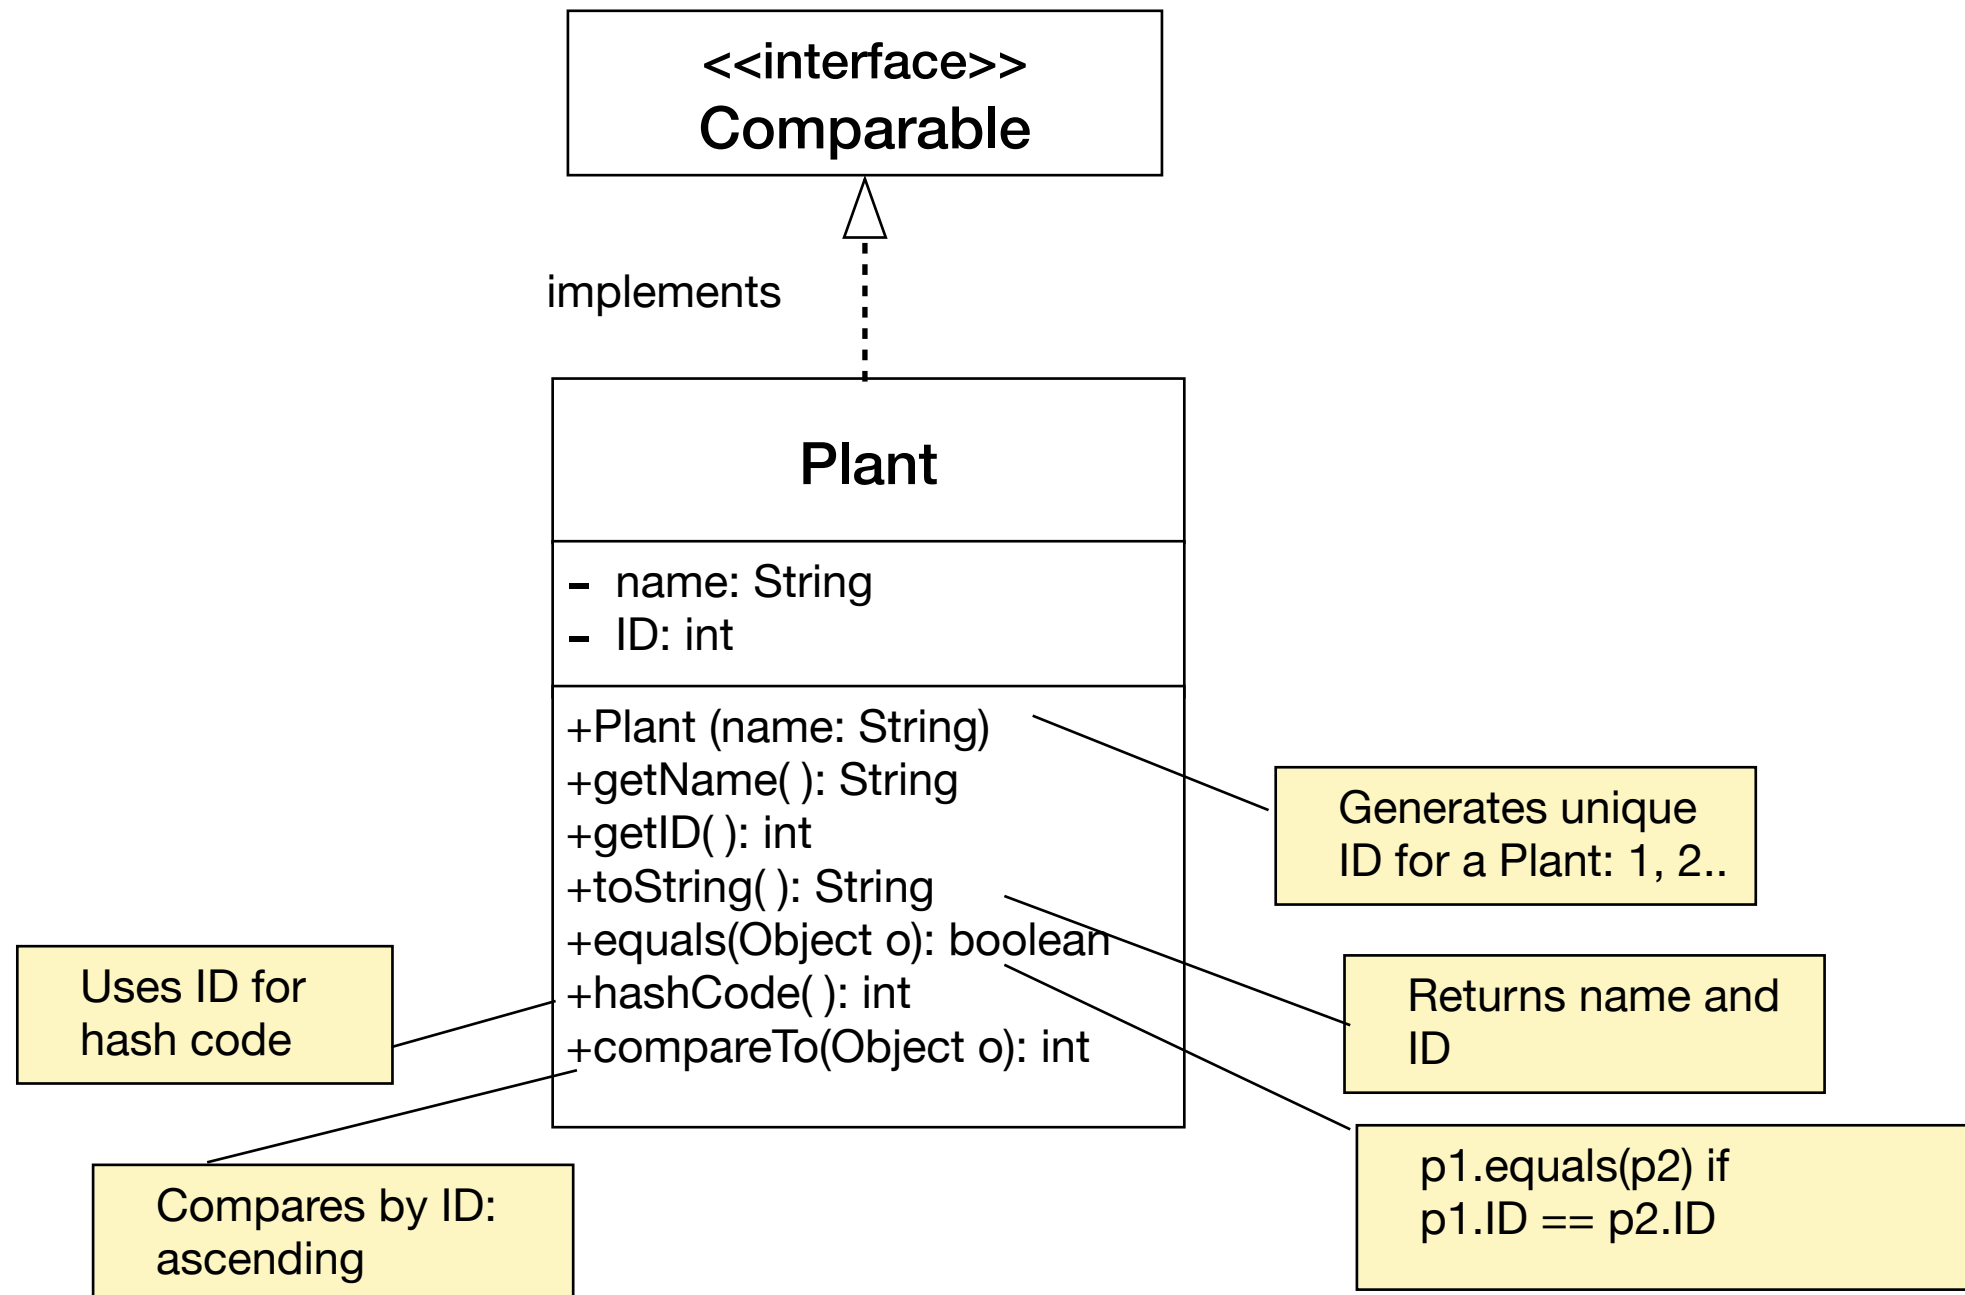 <<interface>>
Comparable
implements
Plant
- name: String
- ID: int
+Plant (name: String)
+getName( ): String
+getID( ): int
+toString( ): String
+equals(Object o): boolean
+hashCode( ): int
+compareTo(Object o): int
Generates unique
ID for a Plant: 1, 2..
Uses ID for
hash code
Returns name and
ID
Compares by ID:
ascending
p1.equals(p2) if
p1.ID == p2.ID